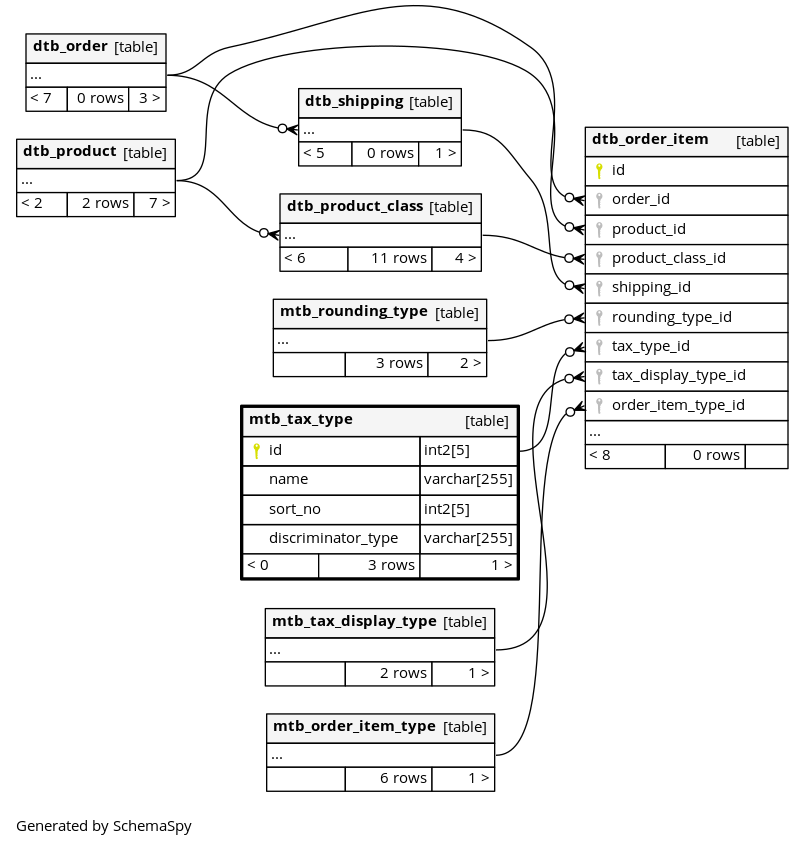 dtb_order [table]
...
< 7 0 rows 3 >
dtb_product [table]
...
< 2 2 rows 7 >
dtb_shipping [table]
...
< 5 0 rows 1 >
dtb_product_class [table]
...
< 6 11 rows 4 >
mtb_rounding_type [table]
...
3 rows 2 >
mtb_tax_type [table]
id int2[5]
name varchar[255]
sort_no int2[5]
discriminator_type varchar[255]
< 0 3 rows 1 >
mtb_tax_display_type [table]
...
2 rows 1 >
mtb_order_item_type [table]
...
6 rows 1 >
dtb_order_item [table]
id
order_id
product_id
product_class_id
shipping_id
rounding_type_id
tax_type_id
tax_display_type_id
order_item_type_id
...
< 8 0 rows
Generated by SchemaSpy